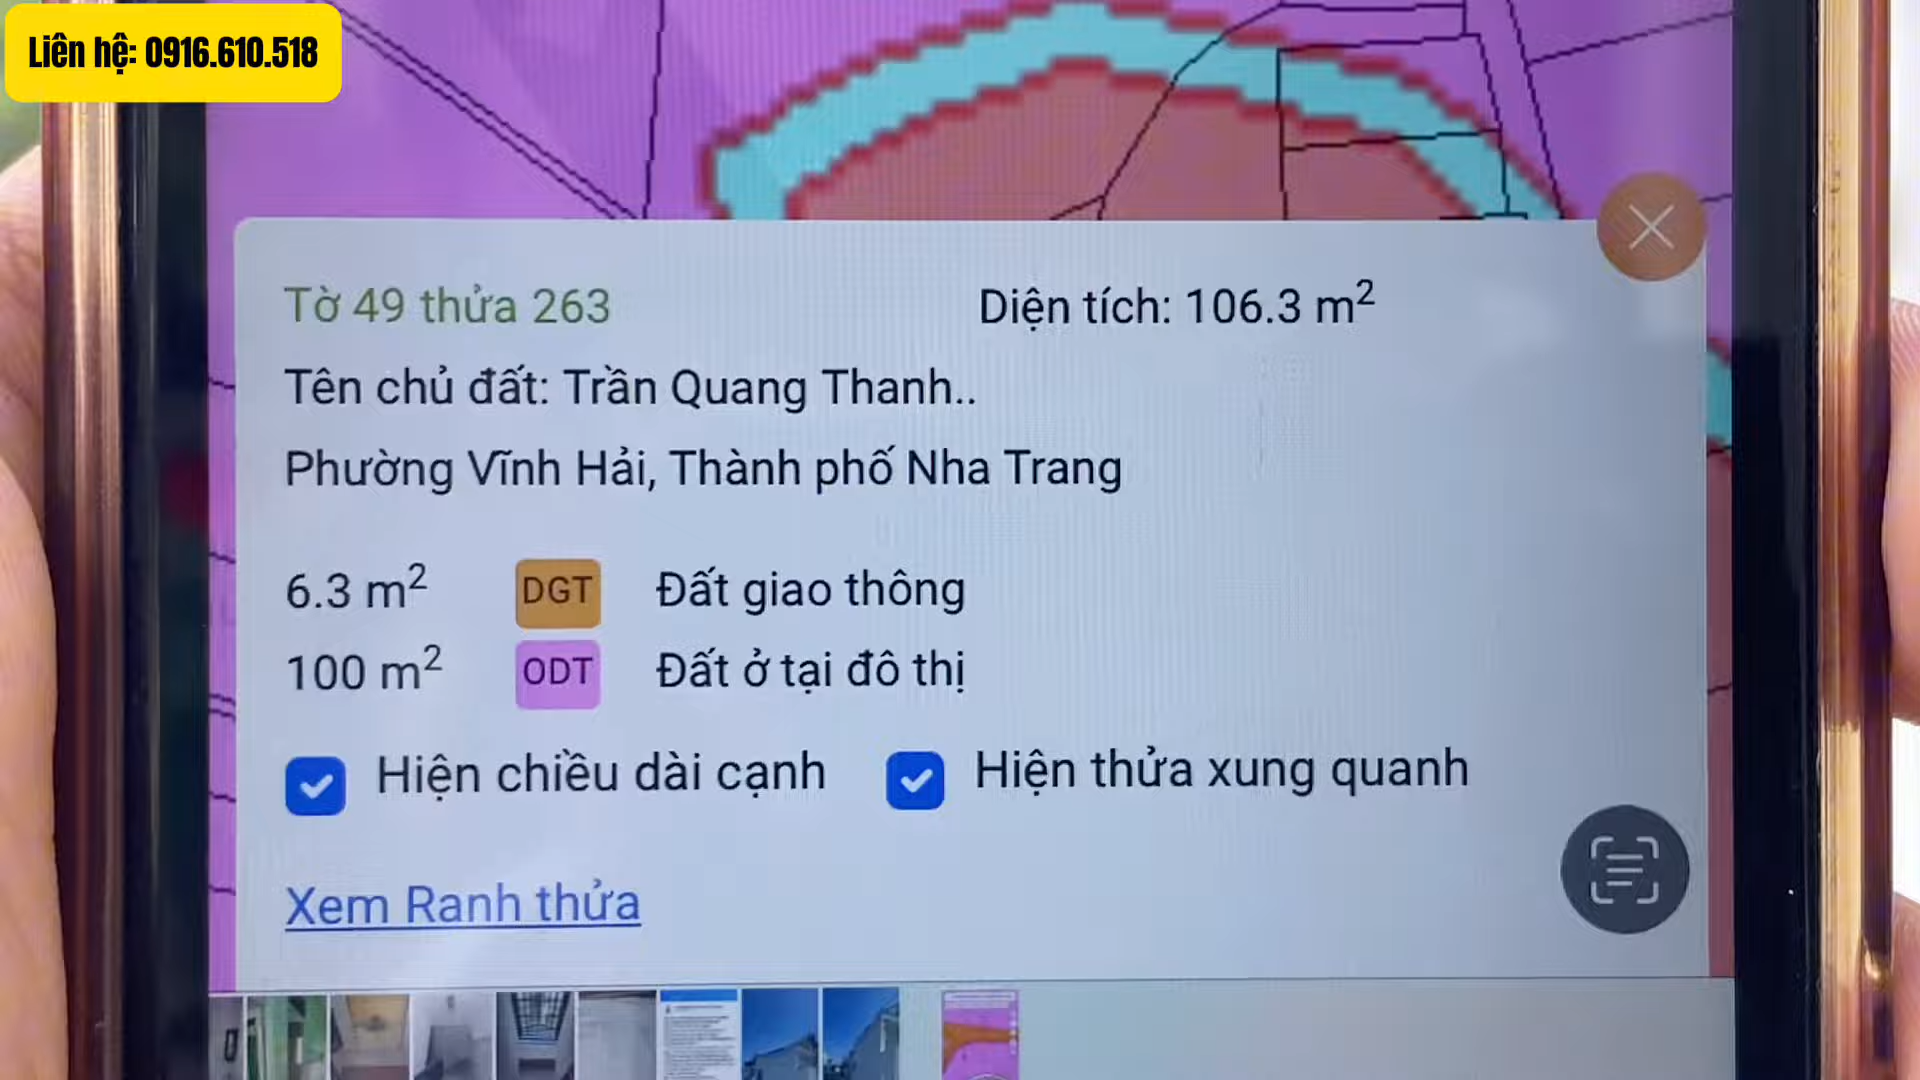 Liên hệ: 0916.610.518
Tờ 49 thửa 263
Diện tích: 106.3 m²
Tên chủ đất: Trần Quang Thanh..
Phường Vĩnh Hải, Thành phố Nha Trang
6.3 m² DGT Đất giao thông
100 m² ODT Đất ở tại đô thị
Hiện chiều dài cạnh Hiện thửa xung quanh
Xem Ranh thửa